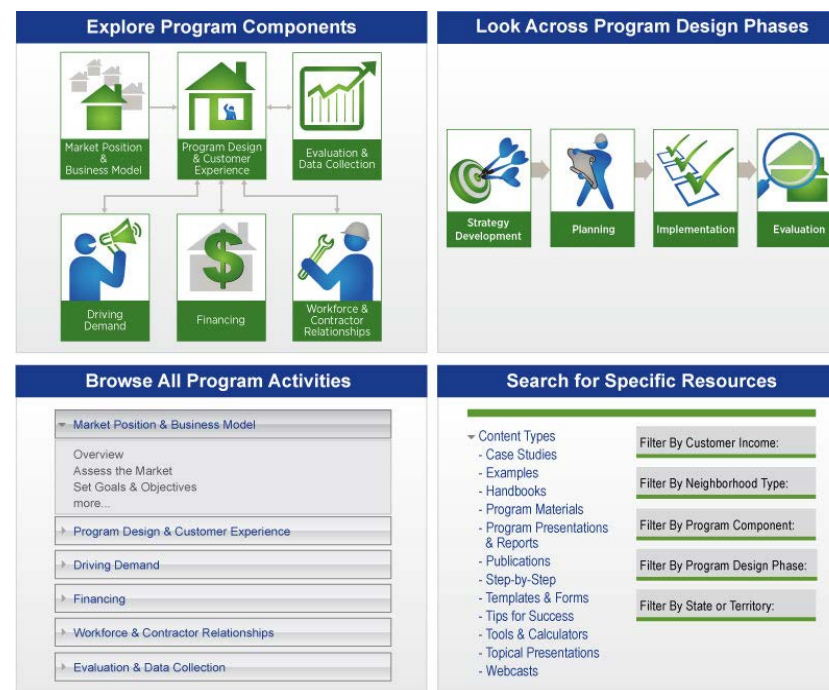 Explore Program Components
Market Position
&
Business Model
Program Design
& Customer
Experience
Evaluation &
Data Collection
Driving
Demand
$
Financing
Workforce &
Contractor
Relationships
Look Across Program Design Phases
Strategy
Development
Planning
Implementation
Evaluation
Browse All Program Activities
Market Position & Business Model
Overview
Assess the Market
Set Goals & Objectives
more...
Program Design & Customer Experience
Driving Demand
Financing
Workforce & Contractor Relationships
Evaluation & Data Collection
Search for Specific Resources
Content Types
- Case Studies
- Examples
- Handbooks
- Program Materials
- Program Presentations
& Reports
- Publications
- Step-by-Step
- Templates & Forms
- Tips for Success
- Tools & Calculators
- Topical Presentations
- Webcasts
Filter By Customer Income:
Filter By Neighborhood Type:
Filter By Program Component:
Filter By Program Design Phase:
Filter By State or Territory: